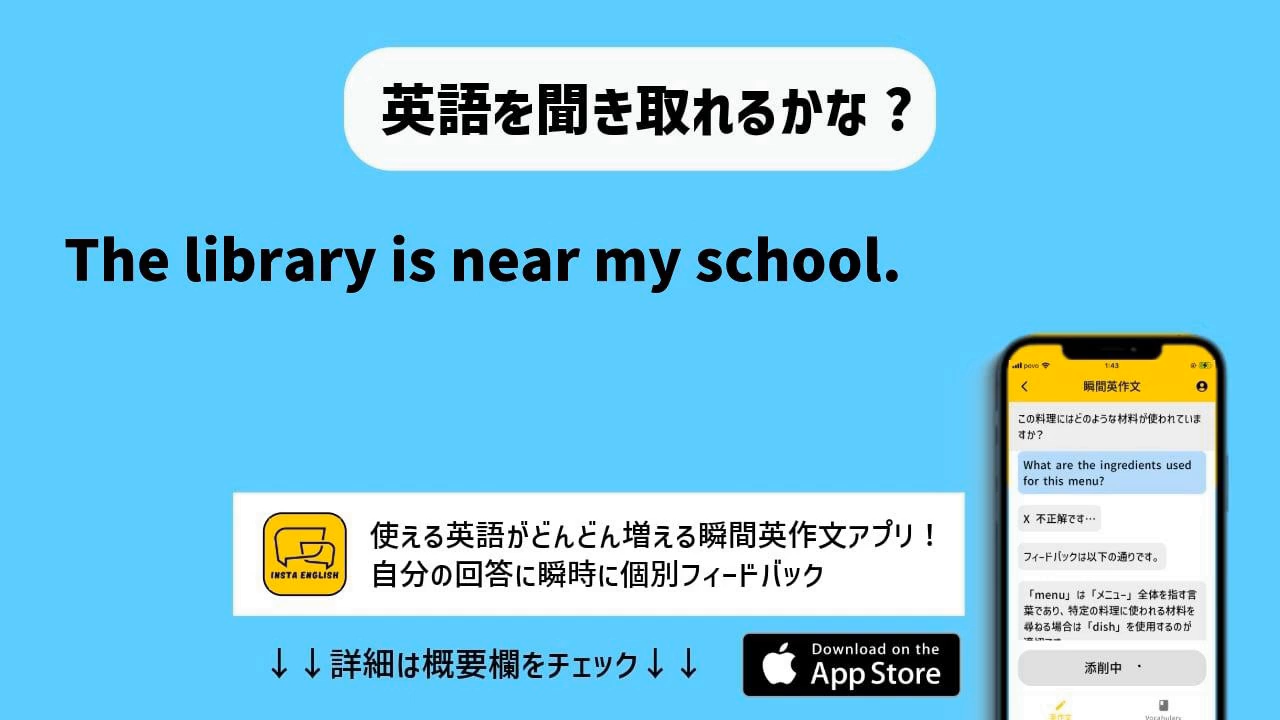 英語を聞き取れるかな？
The library is near my school.
povo
1:43
瞬間英作文
この料理にはどのような材料が使われていま
すか？
What are the ingredients used
for this menu?
X 不正解です…
フィードバックは以下の通りです。
「menu」は「メニュー」全体を指す言
葉であり、特定の料理に使われる材料を
尋ねる場合は「dish」を使用するのが
添削中
英作文
Vocabulary
INSTA ENGLISH
使える英語がどんどん増える瞬間英作文アプリ！
自分の回答に瞬時に個別フィードバック
↓↓詳細は概要欄をチェック↓↓
Download on the
App Store